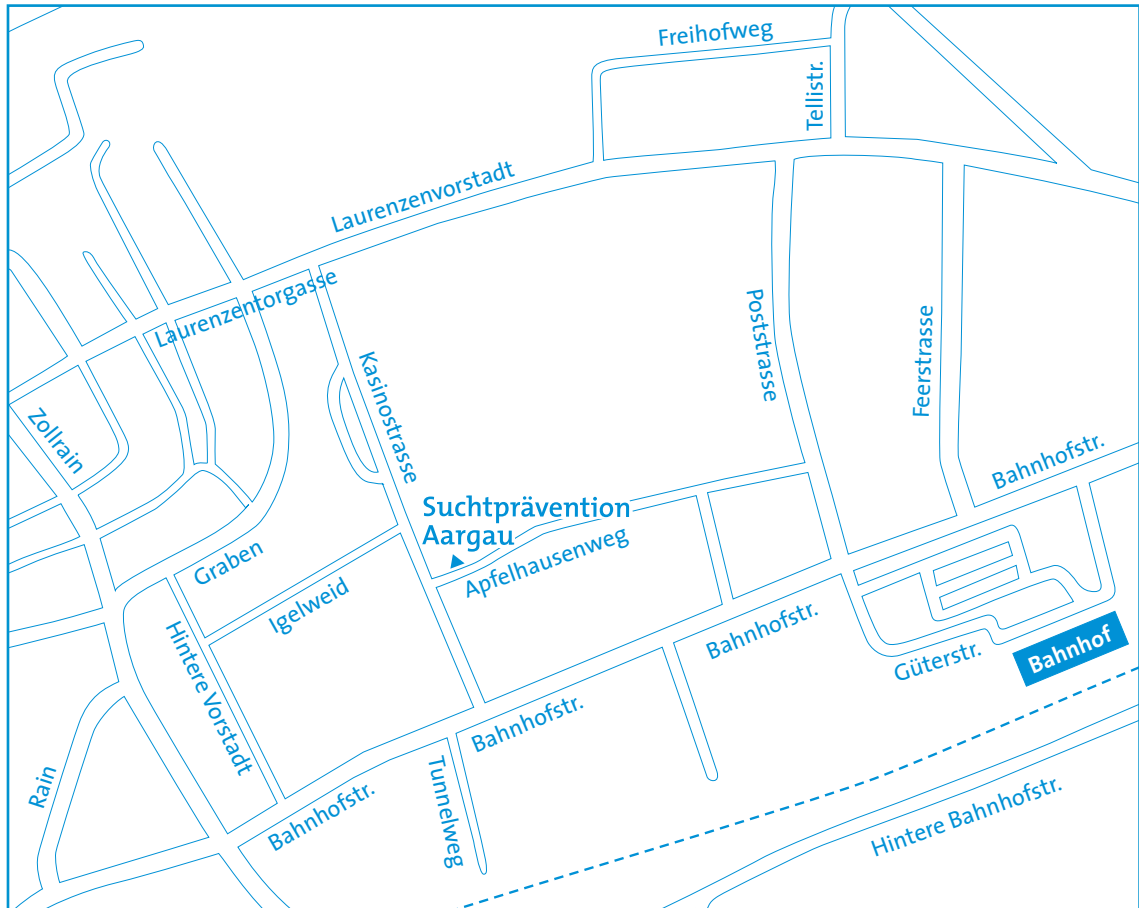 Freihofweg
Tellistr.
Laurenzenvorstadt
Laurenzentorgasse
Poststrasse
Feerstrasse
Kasinostrasse
Zollrain
Bahnhofstr.
Suchtprävention
Aargau
Apfelhausenweg
Graben
Igelweid
Hintere Vorstadt
Bahnhofstr.
Güterstr.
Bahnhof
Bahnhofstr.
Rain
Tunnelweg
Bahnhofstr.
Hintere Bahnhofstr.